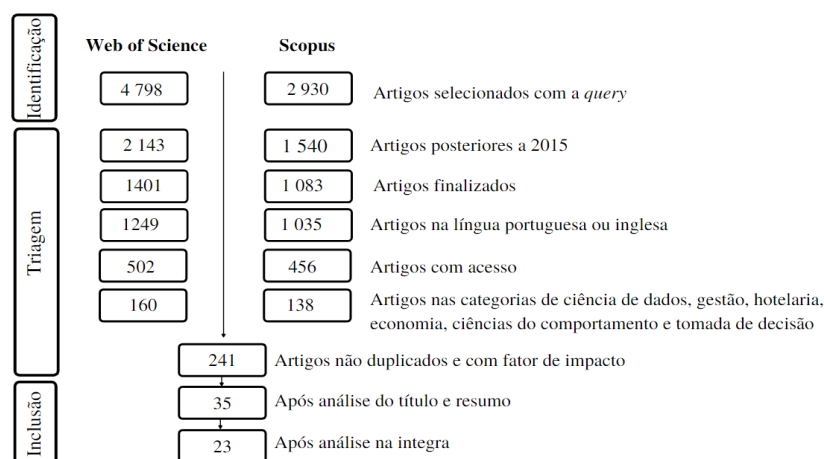 Identificação
Web of Science Scopus
4 798 2 930 Artigos selecionados com a query
Triagem
2 143 1 540 Artigos posteriores a 2015
1401 1 083 Artigos finalizados
1249 1 035 Artigos na língua portuguesa ou inglesa
502 456 Artigos com acesso
160 138 Artigos nas categorias de ciência de dados, gestão, hotelaria,
economia, ciências do comportamento e tomada de decisão
241 Artigos não duplicados e com fator de impacto
Inclusão
35 Após análise do título e resumo
23 Após análise na integra